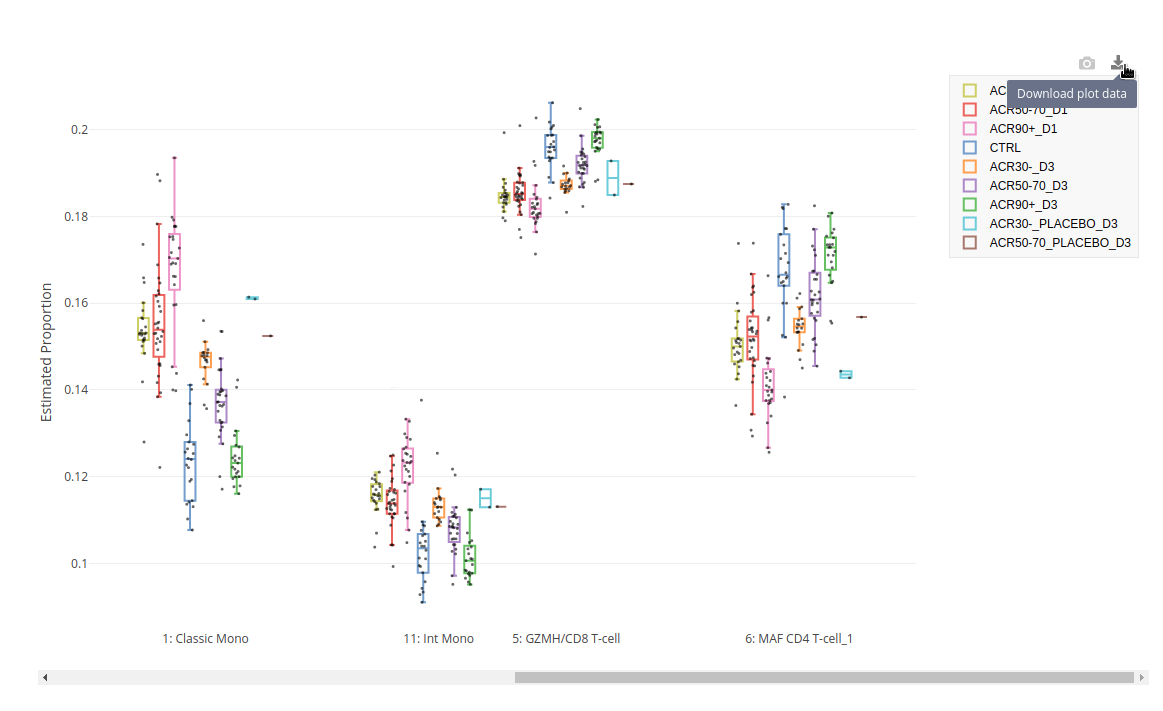 Download plot data
AC
ACR50-70_D1
ACR90+_D1
CTRL
ACR30-_D3
ACR50-70_D3
ACR90+_D3
ACR30-_PLACEBO_D3
ACR50-70_PLACEBO_D3
Estimated Proportion
0.2
0.18
0.16
0.14
0.12
0.1
1: Classic Mono
11: Int Mono
5: GZMH/CD8 T-cell
6: MAF CD4 T-cell_1